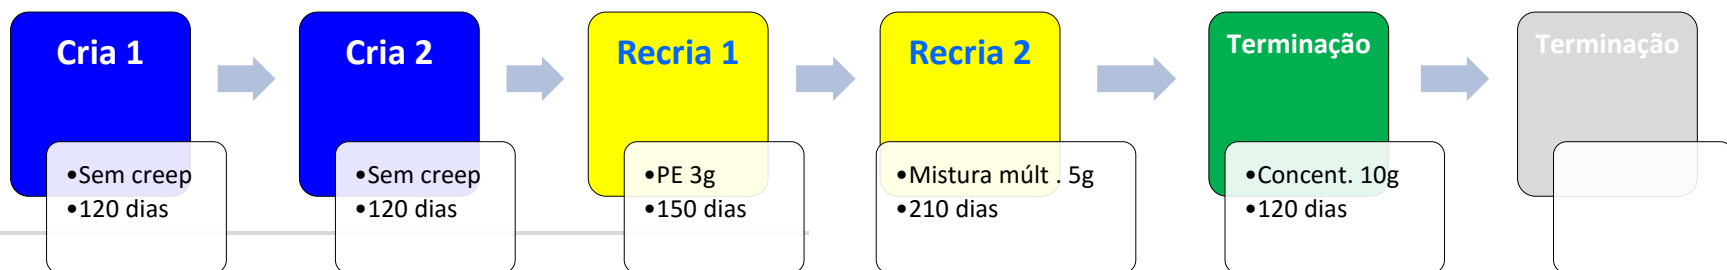 Cria 1
•Sem creep
•120 dias
Cria 2
•Sem creep
•120 dias
Recria 1
•PE 3g
•150 dias
Recria 2
•Mistura múlt . 5g
•210 dias
Terminação
•Concent. 10g
•120 dias
Terminação